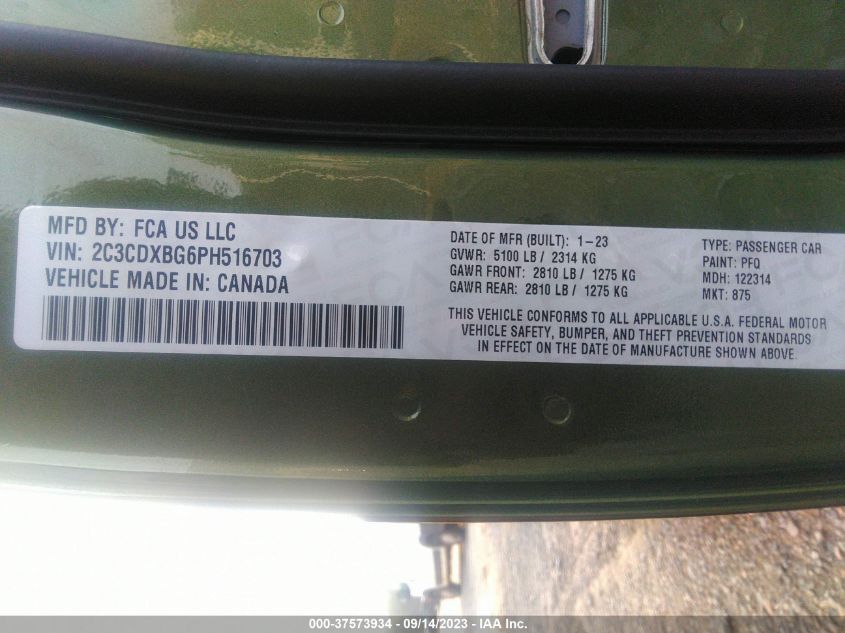 MFD BY: FCA US LLC
VIN: 2C3CDXBG6PH516703
VEHICLE MADE IN: CANADA
DATE OF MFR (BUILT): 1-23
GVWR: 5100 LB / 2314 KG
GAWR FRONT: 2810 LB / 1275 KG
GAWR REAR: 2810 LB / 1275 KG
TYPE: PASSENGER CAR
PAINT: PFQ
MDH: 122314
MKT: 875
THIS VEHICLE CONFORMS TO ALL APPLICABLE U.S.A. FEDERAL MOTOR
VEHICLE SAFETY, BUMPER, AND THEFT PREVENTION STANDARDS
IN EFFECT ON THE DATE OF MANUFACTURE SHOWN ABOVE.
000-37573934 - 09/14/2023 - IAA Inc.